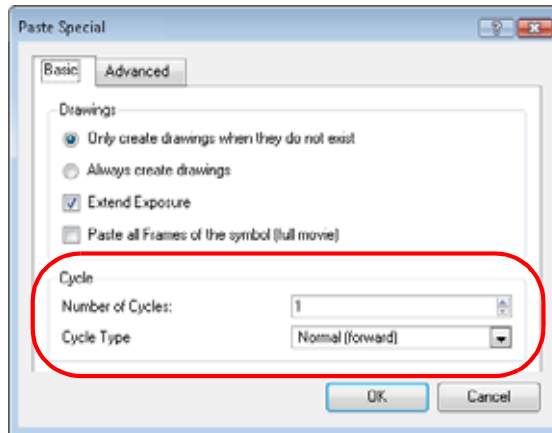 Paste Special
Basic Advanced
Drawings
Only create drawings when they do not exist
Always create drawings
Extend Exposure
Paste all Frames of the symbol (full movie)
Cycle
Number of Cycles: 1
Cycle Type Normal (forward)
OK Cancel